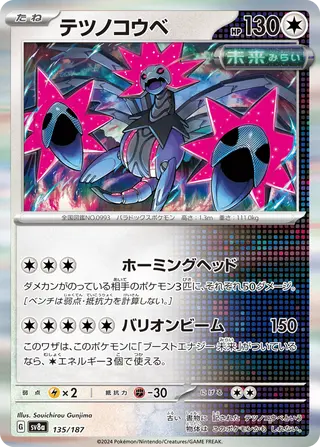 たね
テツノコウベ
HP130
未来 みらい
全国図鑑NO.0993 パラドックスポケモン 高さ：1.3m 重さ：111.0kg
ホーミングヘッド
ダメカンがのっている相手のポケモン3匹に、それぞれ50ダメージ。
[ベンチは弱点・抵抗力を計算しない。]
バリオンビーム 150
このワザは、このポケモンに「ブーストエナジー 未来」がついている
なら、エネルギー3個で使える。
弱点 ×2 抵抗力 -30 にげる
Illus. Souichirou Gunjima
G sv8a 135/187
©2024 Pokémon/Nintendo/Creatures/GAME FREAK.